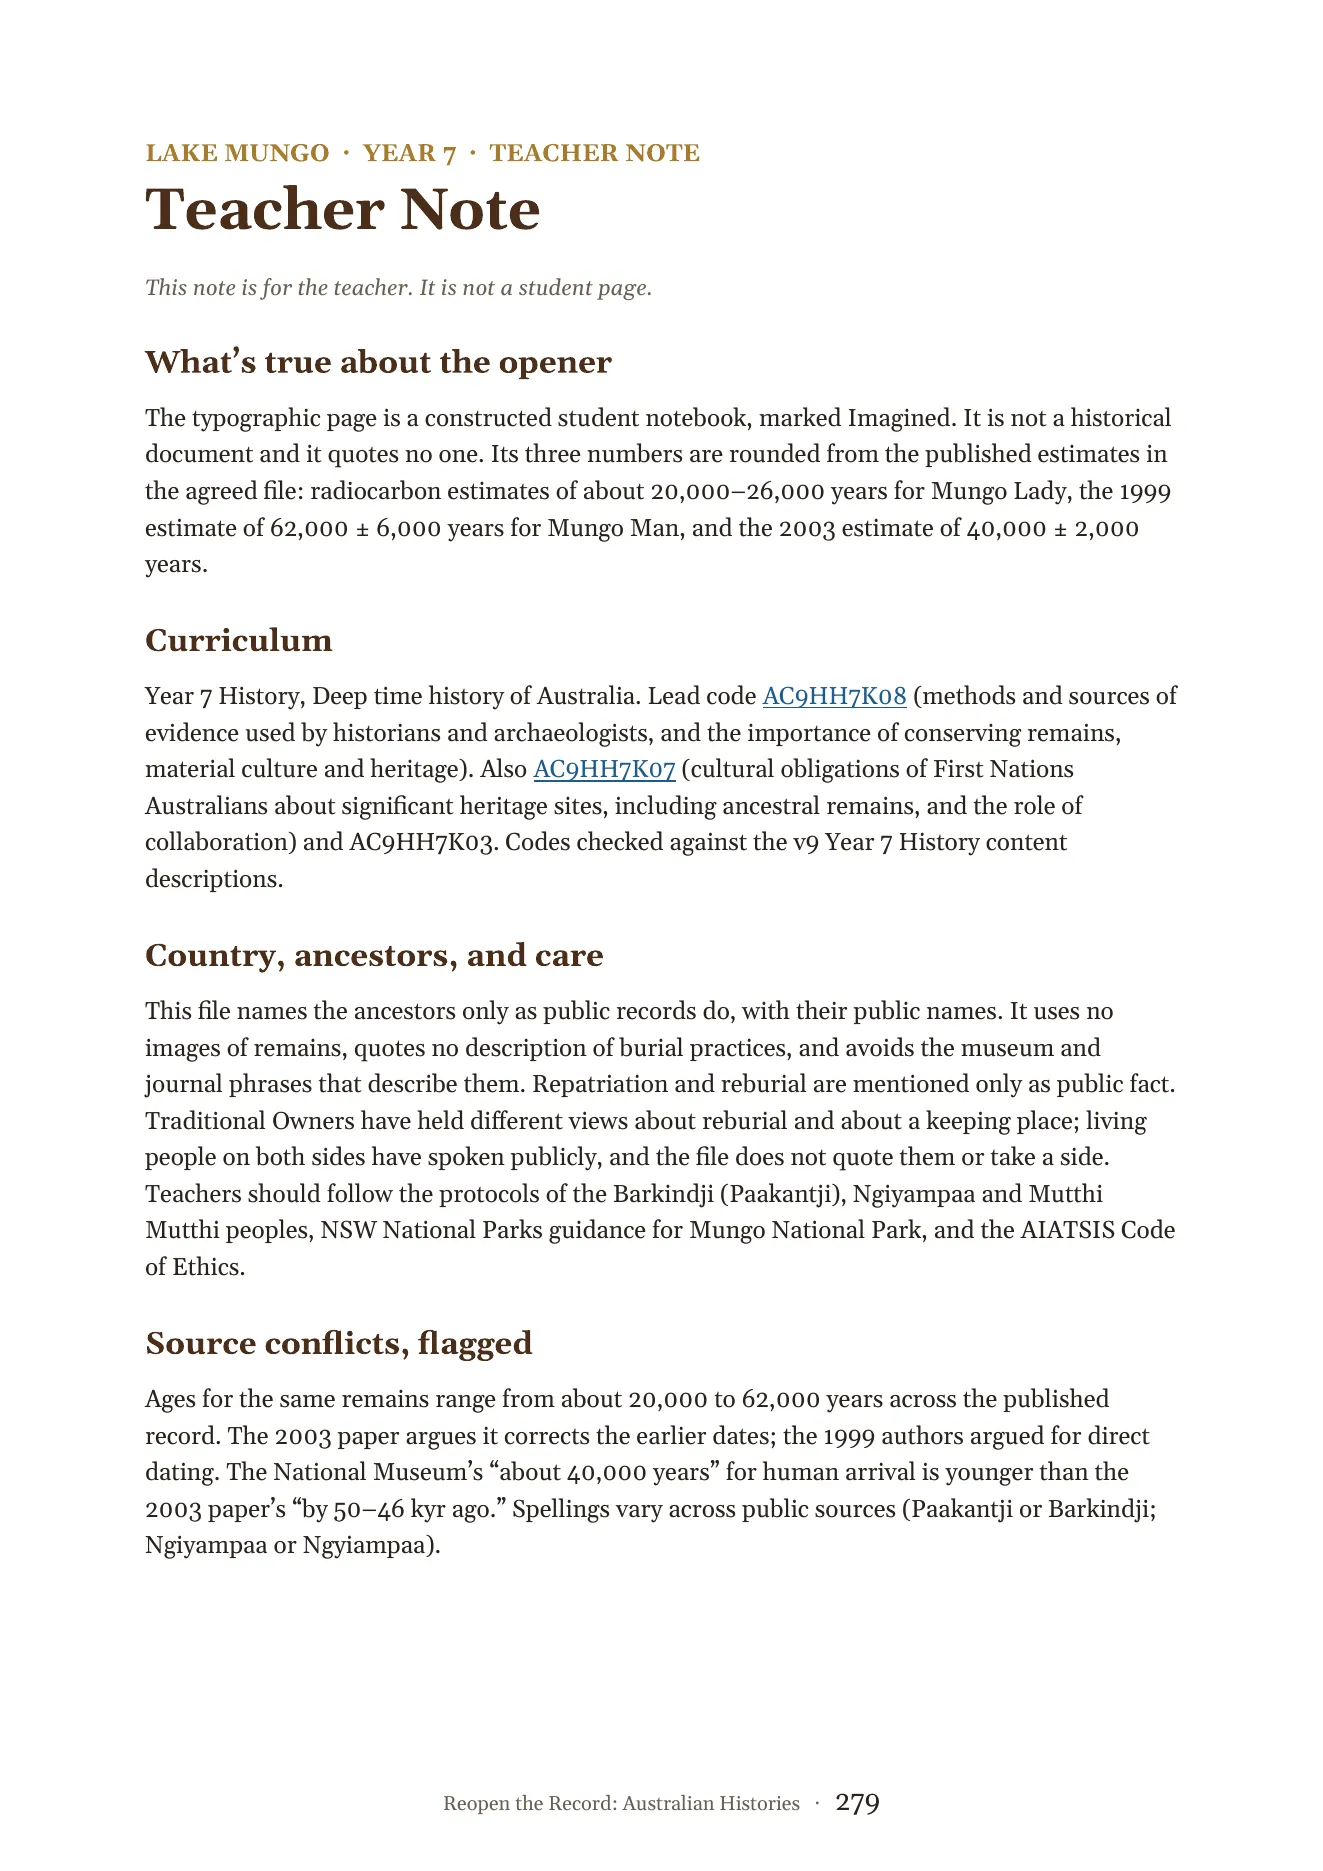 LAKE MUNGO · YEAR 7 · TEACHER NOTE
Teacher Note
This note is for the teacher. It is not a student page.
What’s true about the opener
The typographic page is a constructed student notebook, marked Imagined. It is not a historical
document and it quotes no one. Its three numbers are rounded from the published estimates in
the agreed file: radiocarbon estimates of about 20,000–26,000 years for Mungo Lady, the 1999
estimate of 62,000 ± 6,000 years for Mungo Man, and the 2003 estimate of 40,000 ± 2,000
years.
Curriculum
Year 7 History, Deep time history of Australia. Lead code AC9HH7K08 (methods and sources of
evidence used by historians and archaeologists, and the importance of conserving remains,
material culture and heritage). Also AC9HH7K07 (cultural obligations of First Nations
Australians about significant heritage sites, including ancestral remains, and the role of
collaboration) and AC9HH7K03. Codes checked against the v9 Year 7 History content
descriptions.
Country, ancestors, and care
This file names the ancestors only as public records do, with their public names. It uses no
images of remains, quotes no description of burial practices, and avoids the museum and
journal phrases that describe them. Repatriation and reburial are mentioned only as public fact.
Traditional Owners have held different views about reburial and about a keeping place; living
people on both sides have spoken publicly, and the file does not quote them or take a side.
Teachers should follow the protocols of the Barkindji (Paakantji), Ngiyampaa and Mutthi
Mutthi peoples, NSW National Parks guidance for Mungo National Park, and the AIATSIS Code
of Ethics.
Source conflicts, flagged
Ages for the same remains range from about 20,000 to 62,000 years across the published
record. The 2003 paper argues it corrects the earlier dates; the 1999 authors argued for direct
dating. The National Museum’s “about 40,000 years” for human arrival is younger than the
2003 paper’s “by 50–46 kyr ago.” Spellings vary across public sources (Paakantji or Barkindji;
Ngiyampaa or Ngyiampaa).
Reopen the Record: Australian Histories · 279